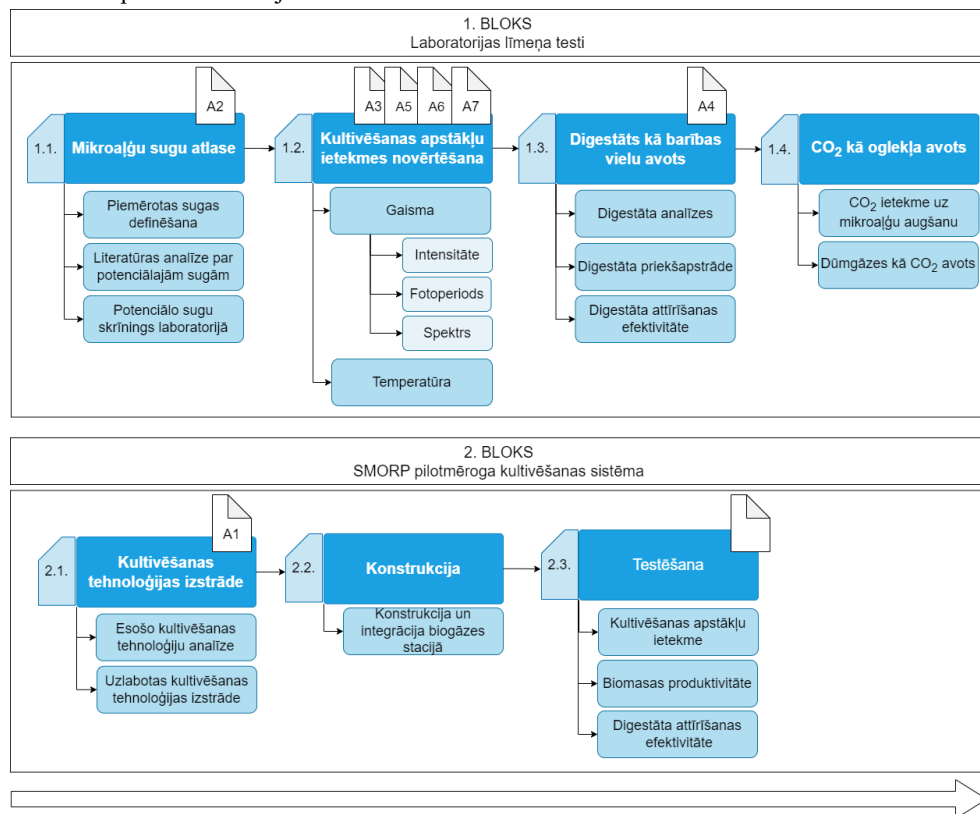 1. BLOKS
Laboratorijas līmeņa testi
A2
A3
A5
A6
A7
A4
1.1.
Mikroaļģu sugu atlase
1.2.
Kultivēšanas apstākļu
ietekmes novērtēšana
1.3.
Digestāts kā barības
vielu avots
1.4.
CO₂ kā oglekļa avots
Piemērotas sugas
definēšana
Literatūras analīze par
potenciālajām sugām
Potenciālo sugu
skrīnings laboratorijā
Gaisma
Intensitāte
Fotoperiods
Spektrs
Temperatūra
Digestāta analīzes
Digestāta priekšapstrāde
Digestāta attīrīšanas
efektivitāte
CO₂ ietekme uz
mikroaļģu augšanu
Dūmgāzes kā CO₂ avots
2. BLOKS
SMORP pilotmēroga kultivēšanas sistēma
A1
2.1.
Kultivēšanas
tehnoloģijas izstrāde
2.2.
Konstrukcija
2.3.
Testēšana
Esošo kultivēšanas
tehnoloģiju analīze
Uzlabotas kultivēšanas
tehnoloģijas izstrāde
Konstrukcija un
integrācija biogāzes
stacijā
Kultivēšanas apstākļu
ietekme
Biomasas produktivitāte
Digestāta attīrīšanas
efektivitāte